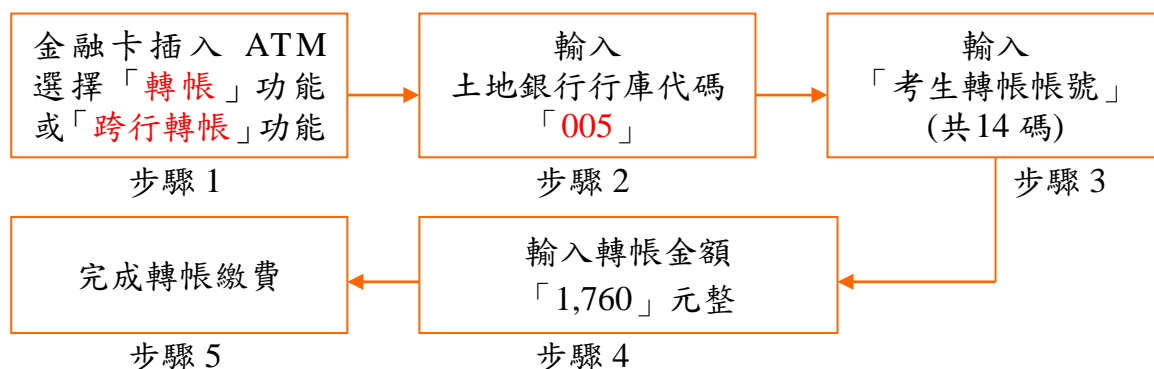 金融卡插入 ATM
選擇「轉帳」功能
或「跨行轉帳」功能
步驟 1
輸入
土地銀行行庫代碼
「005」
步驟 2
輸入
「考生轉帳帳號」
(共14 碼)
步驟 3
輸入轉帳金額
「1,760」元整
步驟 4
完成轉帳繳費
步驟 5